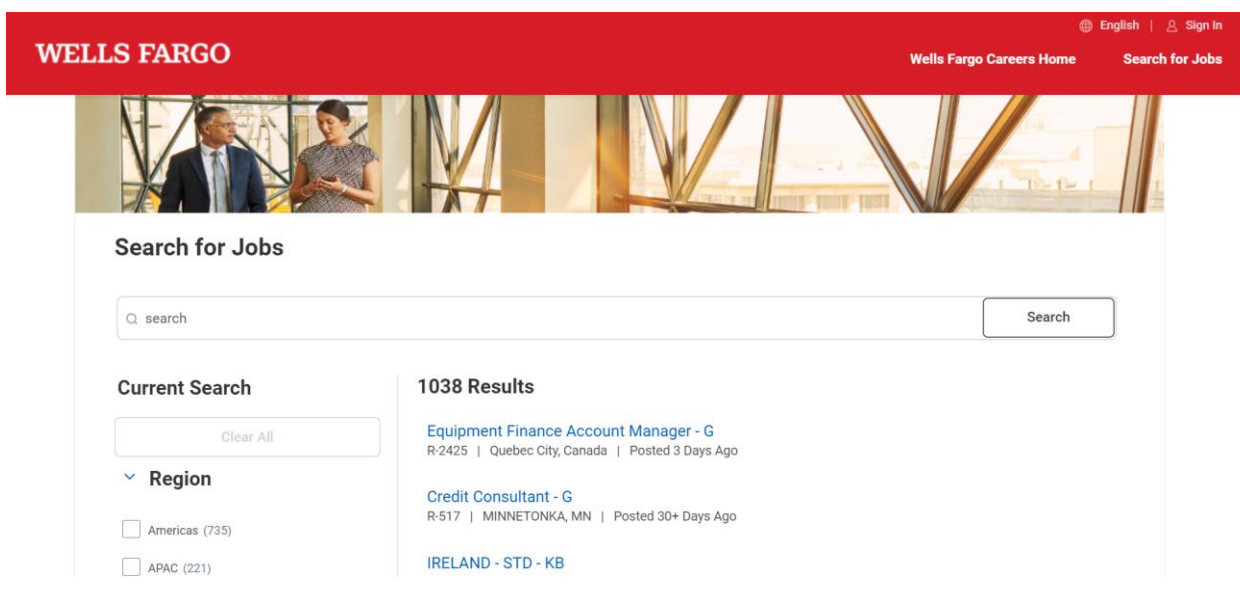 English | Sign In
WELLS FARGO
Wells Fargo Careers Home Search for Jobs
Search for Jobs
search Search
Current Search
Clear All
Region
Americas (735)
APAC (221)
1038 Results
Equipment Finance Account Manager - G
R-2425 | Quebec City, Canada | Posted 3 Days Ago
Credit Consultant - G
R-517 | MINNETONKA, MN | Posted 30+ Days Ago
IRELAND - STD - KB